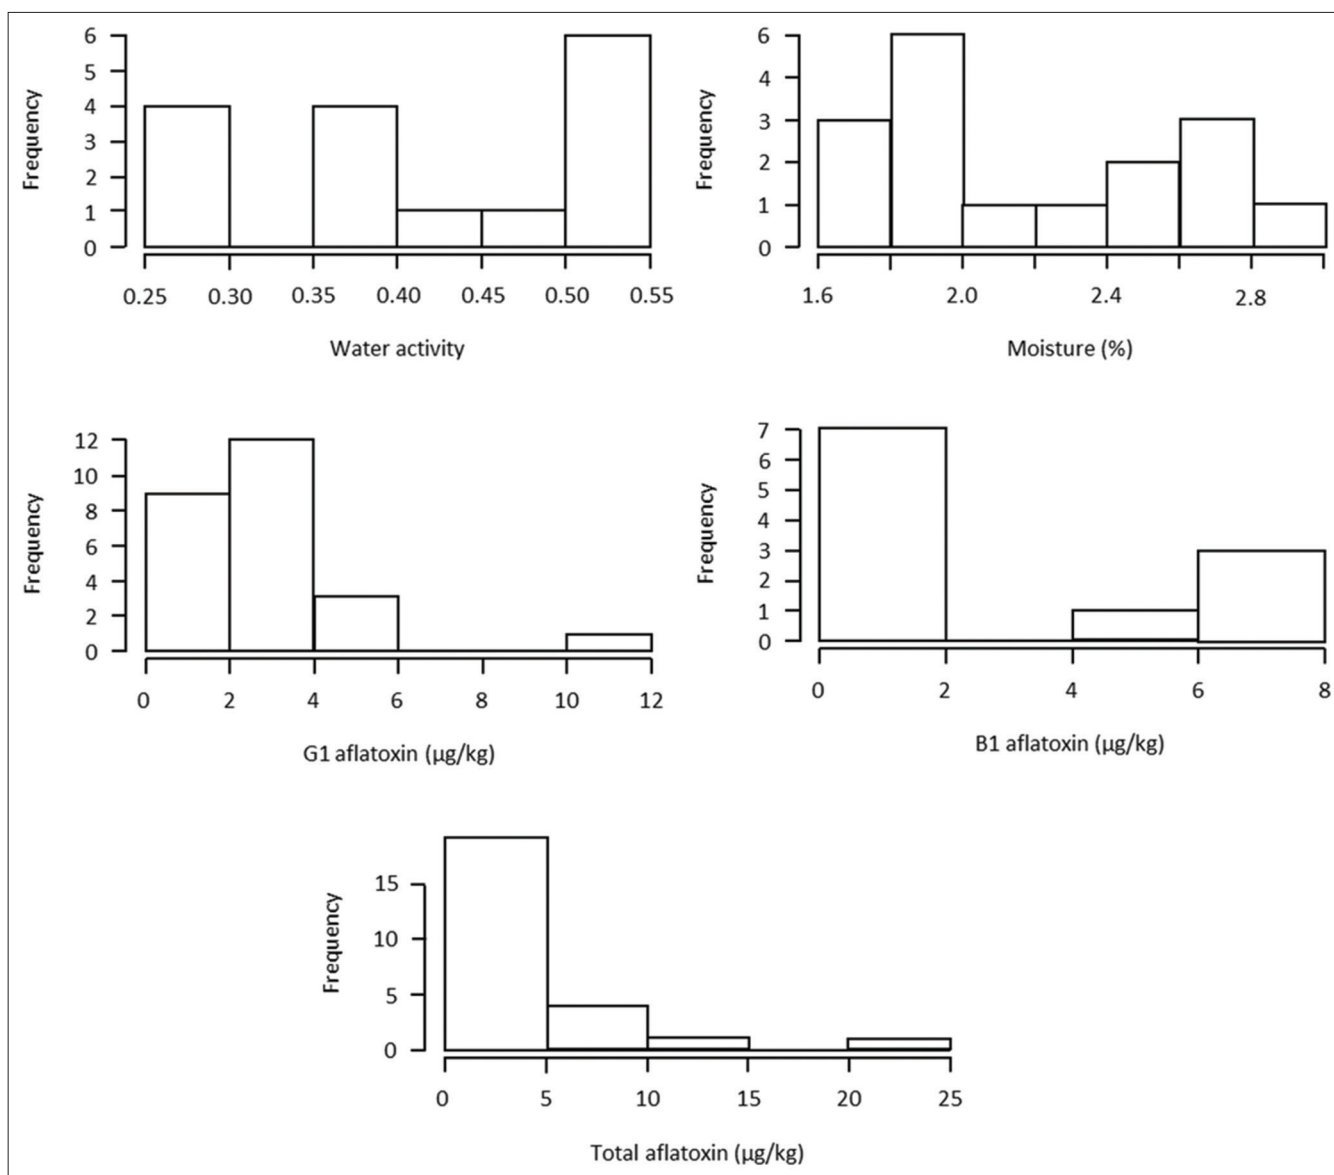 Frequency
6
5
4
3
2
1
0
0.25 0.30 0.35 0.40 0.45 0.50 0.55
Water activity
Frequency
6
4
3
2
1
0
1.6 2.0 2.4 2.8
Moisture (%)
Frequency
12
10
8
6
4
2
0
0 2 4 6 8 10 12
G1 aflatoxin (µg/kg)
Frequency
7
6
5
4
3
2
1
0
0 2 4 6 8
B1 aflatoxin (µg/kg)
Frequency
15
10
5
0
0 5 10 15 20 25
Total aflatoxin (µg/kg)